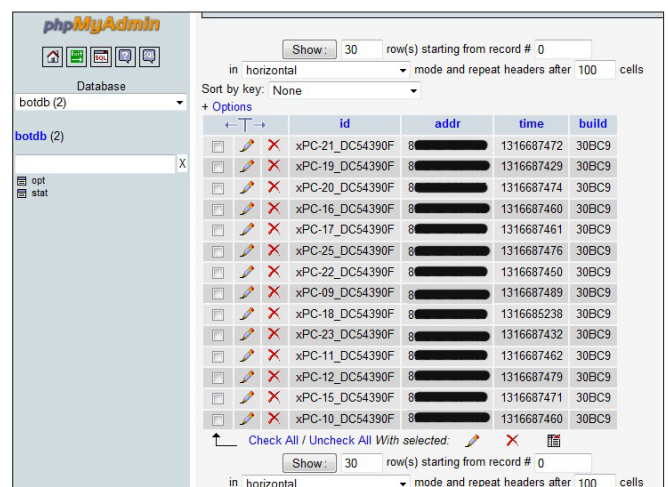 phpMyAdmin
Database
botdb (2)
botdb (2)
X
opt
stat
Show : 30 row(s) starting from record # 0
in horizontal mode and repeat headers after 100 cells
Sort by key: None
+ Options
←T→ id addr time build
xPC-21_DC54390F 8 1316687472 30BC9
xPC-19_DC54390F 8 1316687429 30BC9
xPC-20_DC54390F 8 1316687474 30BC9
xPC-16_DC54390F 8 1316687460 30BC9
xPC-17_DC54390F 8 1316687461 30BC9
xPC-25_DC54390F 8 1316687476 30BC9
xPC-22_DC54390F 8 1316687450 30BC9
xPC-09_DC54390F 8 1316687489 30BC9
xPC-18_DC54390F 8 1316685238 30BC9
xPC-23_DC54390F 8 1316687432 30BC9
xPC-11_DC54390F 8 1316687462 30BC9
xPC-12_DC54390F 8 1316687479 30BC9
xPC-15_DC54390F 8 1316687471 30BC9
xPC-10_DC54390F 8 1316687460 30BC9
Check All / Uncheck All With selected:
Show : 30 row(s) starting from record # 0
in horizontal mode and repeat headers after 100 cells